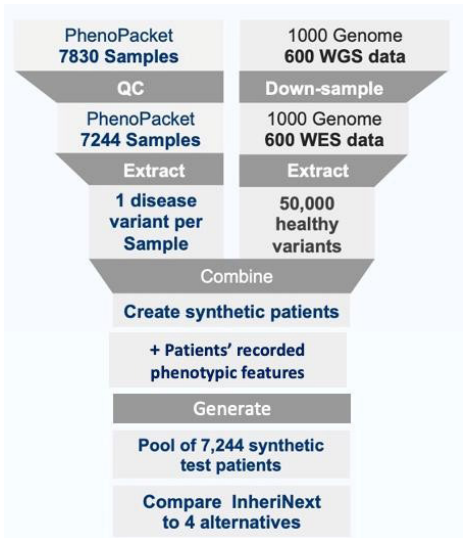 PhenoPacket
7830 Samples
1000 Genome
600 WGS data
QC
Down-sample
PhenoPacket
7244 Samples
1000 Genome
600 WES data
Extract
Extract
1 disease
variant per
Sample
50,000
healthy
variants
Combine
Create synthetic patients
+ Patients' recorded
phenotypic features
Generate
Pool of 7,244 synthetic
test patients
Compare InheriNext
to 4 alternatives